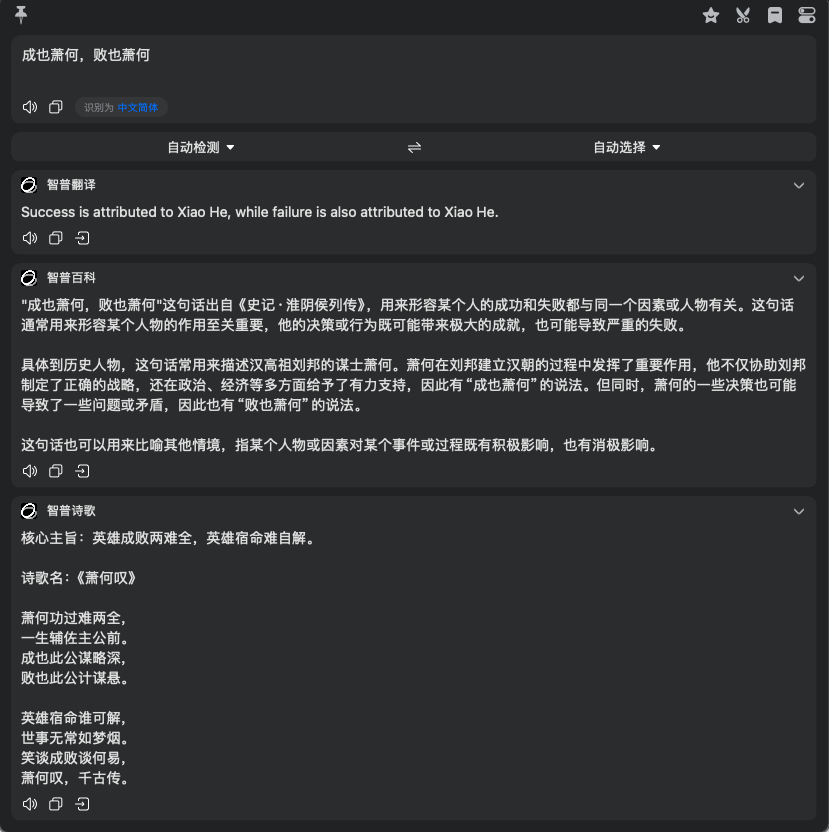 成也萧何，败也萧何
识别为 中文简体
自动检测
自动选择
智普翻译
Success is attributed to Xiao He, while failure is also attributed to Xiao He.
智普百科
"成也萧何，败也萧何"这句话出自《史记·淮阴侯列传》，用来形容某个人的成功和失败都与同一个因素或人物有关。这句话
通常用来形容某个人物的作用至关重要，他的决策或行为既可能带来极大的成就，也可能导致严重的失败。
具体到历史人物，这句话常用来描述汉高祖刘邦的谋士萧何。萧何在刘邦建立汉朝的过程中发挥了重要作用，他不仅协助刘邦
制定了正确的战略，还在政治、经济等多方面给予了有力支持，因此有“成也萧何”的说法。但同时，萧何的一些决策也可能
导致了一些问题或矛盾，因此也有“败也萧何”的说法。
这句话也可以用来比喻其他情境，指某个人物或因素对某个事件或过程既有积极影响，也有消极影响。
智普诗歌
核心主旨：英雄成败两难全，英雄宿命难自解。
诗歌名：《萧何叹》
萧何功过难两全，
一生辅佐主公前。
成也此公谋略深，
败也此公计谋悬。
英雄宿命谁可解，
世事无常如梦烟。
笑谈成败谈何易，
萧何叹，千古传。